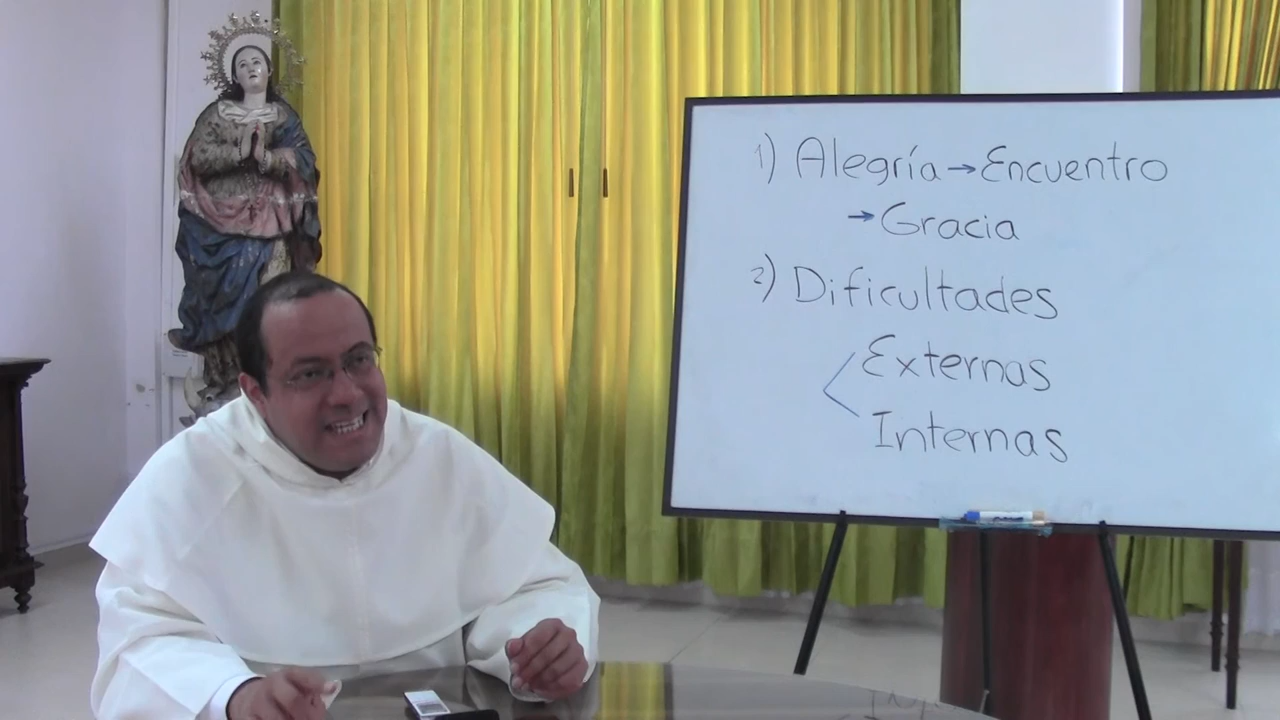 1) Alegría → Encuentro
→ Gracia
2) Dificultades
Externas
Internas